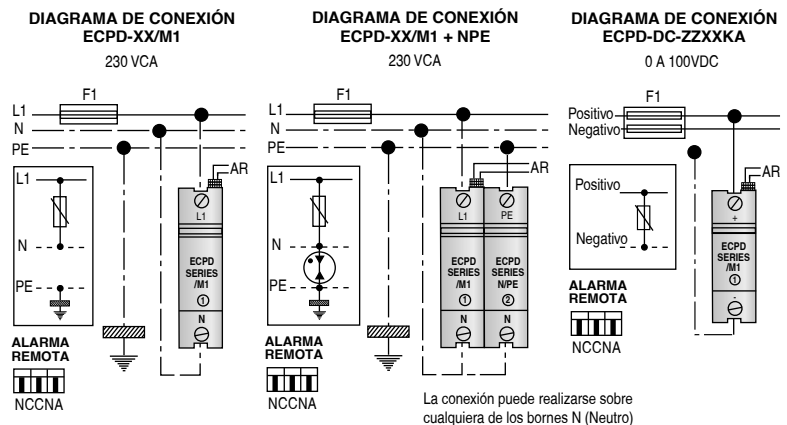 DIAGRAMA DE CONEXIÓN
ECPD-XX/M1
230 VCA
F1
L1
N
PE
AR
L1
N
PE
L1
ECPD
SERIES
/M1
1
N
ALARMA
REMOTA
NCCNA
DIAGRAMA DE CONEXIÓN
ECPD-XX/M1 + NPE
230 VCA
F1
L1
N
PE
AR
L1
N
PE
L1
ECPD
SERIES
/M1
1
N
PE
ECPD
SERIES
N/PE
2
N
ALARMA
REMOTA
NCCNA
La conexión puede realizarse sobre
cualquiera de los bornes N (Neutro)
DIAGRAMA DE CONEXIÓN
ECPD-DC-ZZXXKA
0 A 100VDC
F1
Positivo
Negativo
AR
Positivo
Negativo
+
ECPD
SERIES
/M1
1
-
ALARMA
REMOTA
NCCNA